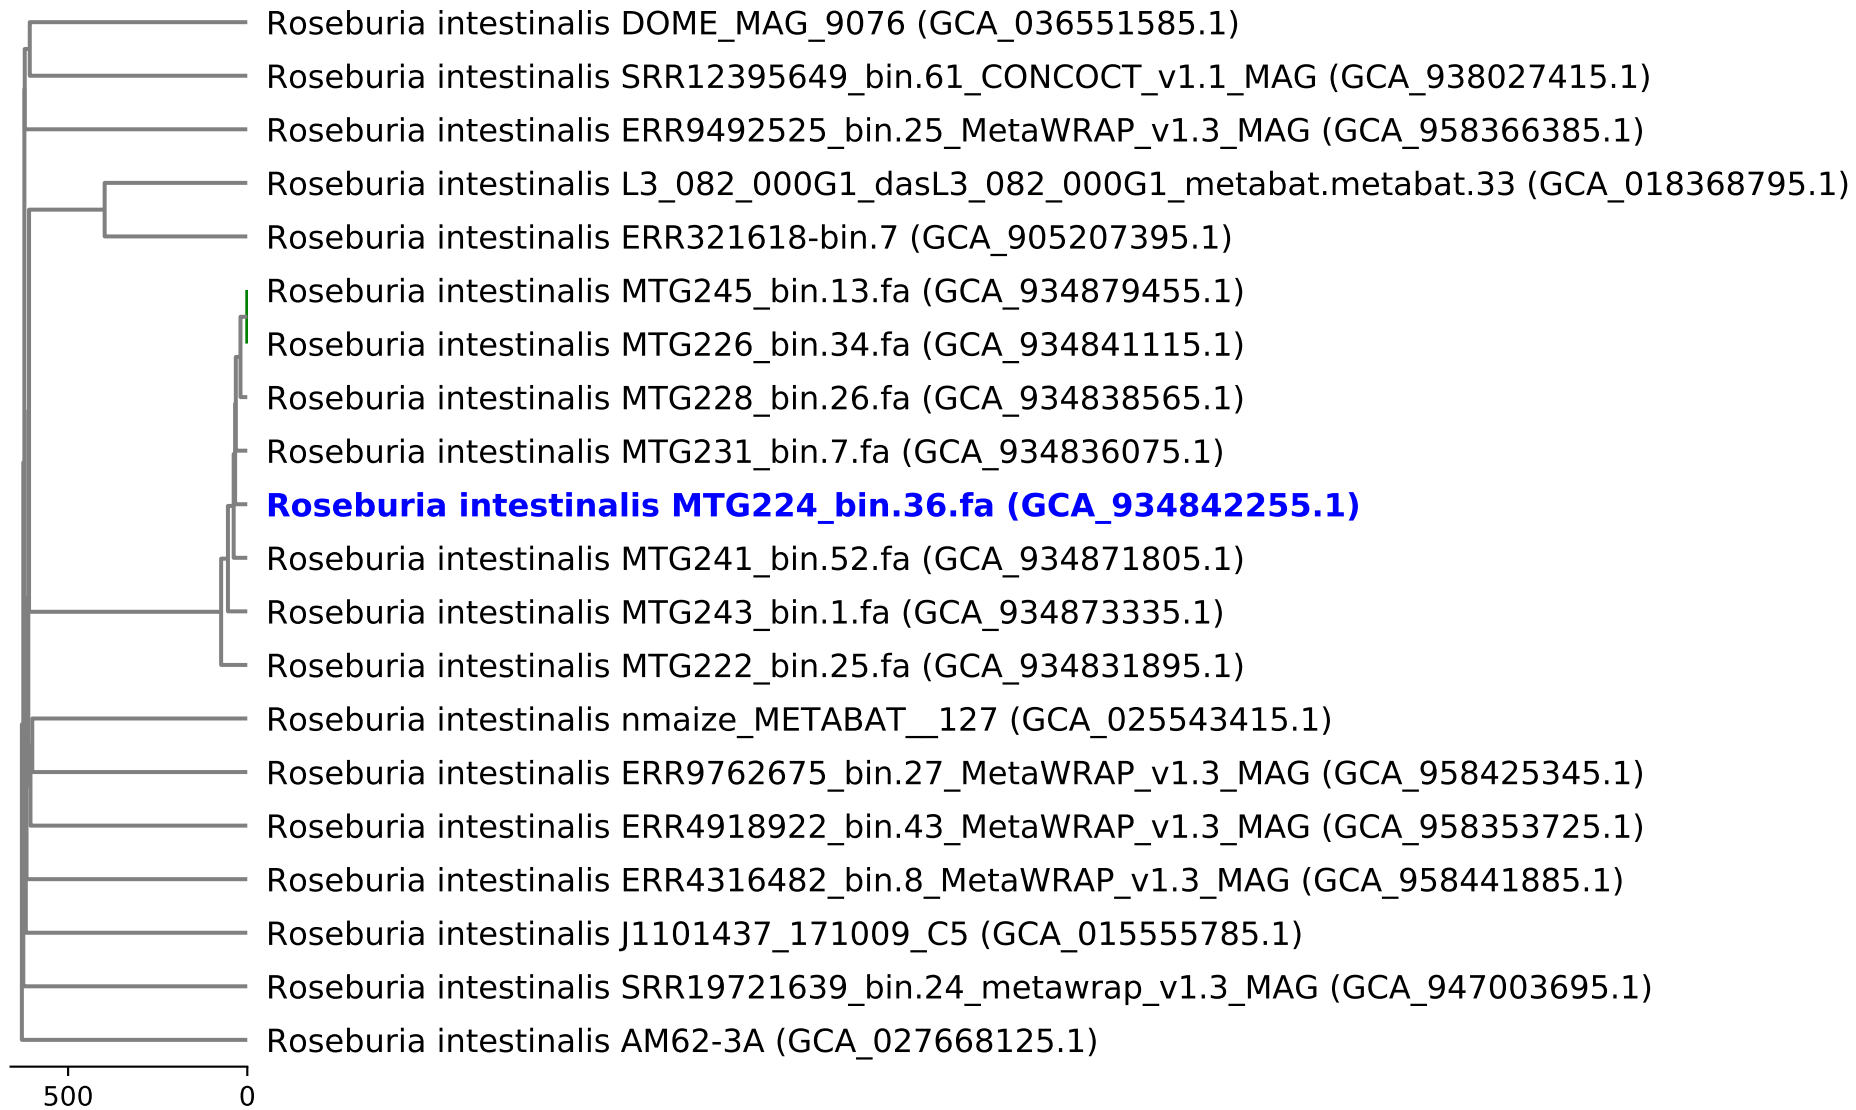 Roseburia intestinalis DOME_MAG_9076 (GCA_036551585.1)
Roseburia intestinalis SRR12395649_bin.61_CONCOCT_v1.1_MAG (GCA_938027415.1)
Roseburia intestinalis ERR9492525_bin.25_MetaWRAP_v1.3_MAG (GCA_958366385.1)
Roseburia intestinalis L3_082_000G1_dasL3_082_000G1_metabat.metabat.33 (GCA_018368795.1)
Roseburia intestinalis ERR321618-bin.7 (GCA_905207395.1)
Roseburia intestinalis MTG245_bin.13.fa (GCA_934879455.1)
Roseburia intestinalis MTG226_bin.34.fa (GCA_934841115.1)
Roseburia intestinalis MTG228_bin.26.fa (GCA_934838565.1)
Roseburia intestinalis MTG231_bin.7.fa (GCA_934836075.1)
Roseburia intestinalis MTG224_bin.36.fa (GCA_934842255.1)
Roseburia intestinalis MTG241_bin.52.fa (GCA_934871805.1)
Roseburia intestinalis MTG243_bin.1.fa (GCA_934873335.1)
Roseburia intestinalis MTG222_bin.25.fa (GCA_934831895.1)
Roseburia intestinalis nmaize_METABAT__127 (GCA_025543415.1)
Roseburia intestinalis ERR9762675_bin.27_MetaWRAP_v1.3_MAG (GCA_958425345.1)
Roseburia intestinalis ERR4918922_bin.43_MetaWRAP_v1.3_MAG (GCA_958353725.1)
Roseburia intestinalis ERR4316482_bin.8_MetaWRAP_v1.3_MAG (GCA_958441885.1)
Roseburia intestinalis J1101437_171009_C5 (GCA_015555785.1)
Roseburia intestinalis SRR19721639_bin.24_metawrap_v1.3_MAG (GCA_947003695.1)
Roseburia intestinalis AM62-3A (GCA_027668125.1)
500 0